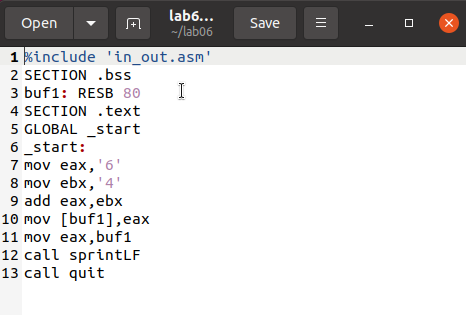 Open lab6... ~/lab06 Save
1 %include 'in_out.asm'
2 SECTION .bss
3 buf1: RESB 80
4 SECTION .text
5 GLOBAL _start
6 _start:
7 mov eax,'6'
8 mov ebx,'4'
9 add eax,ebx
10 mov [buf1],eax
11 mov eax,buf1
12 call sprintLF
13 call quit